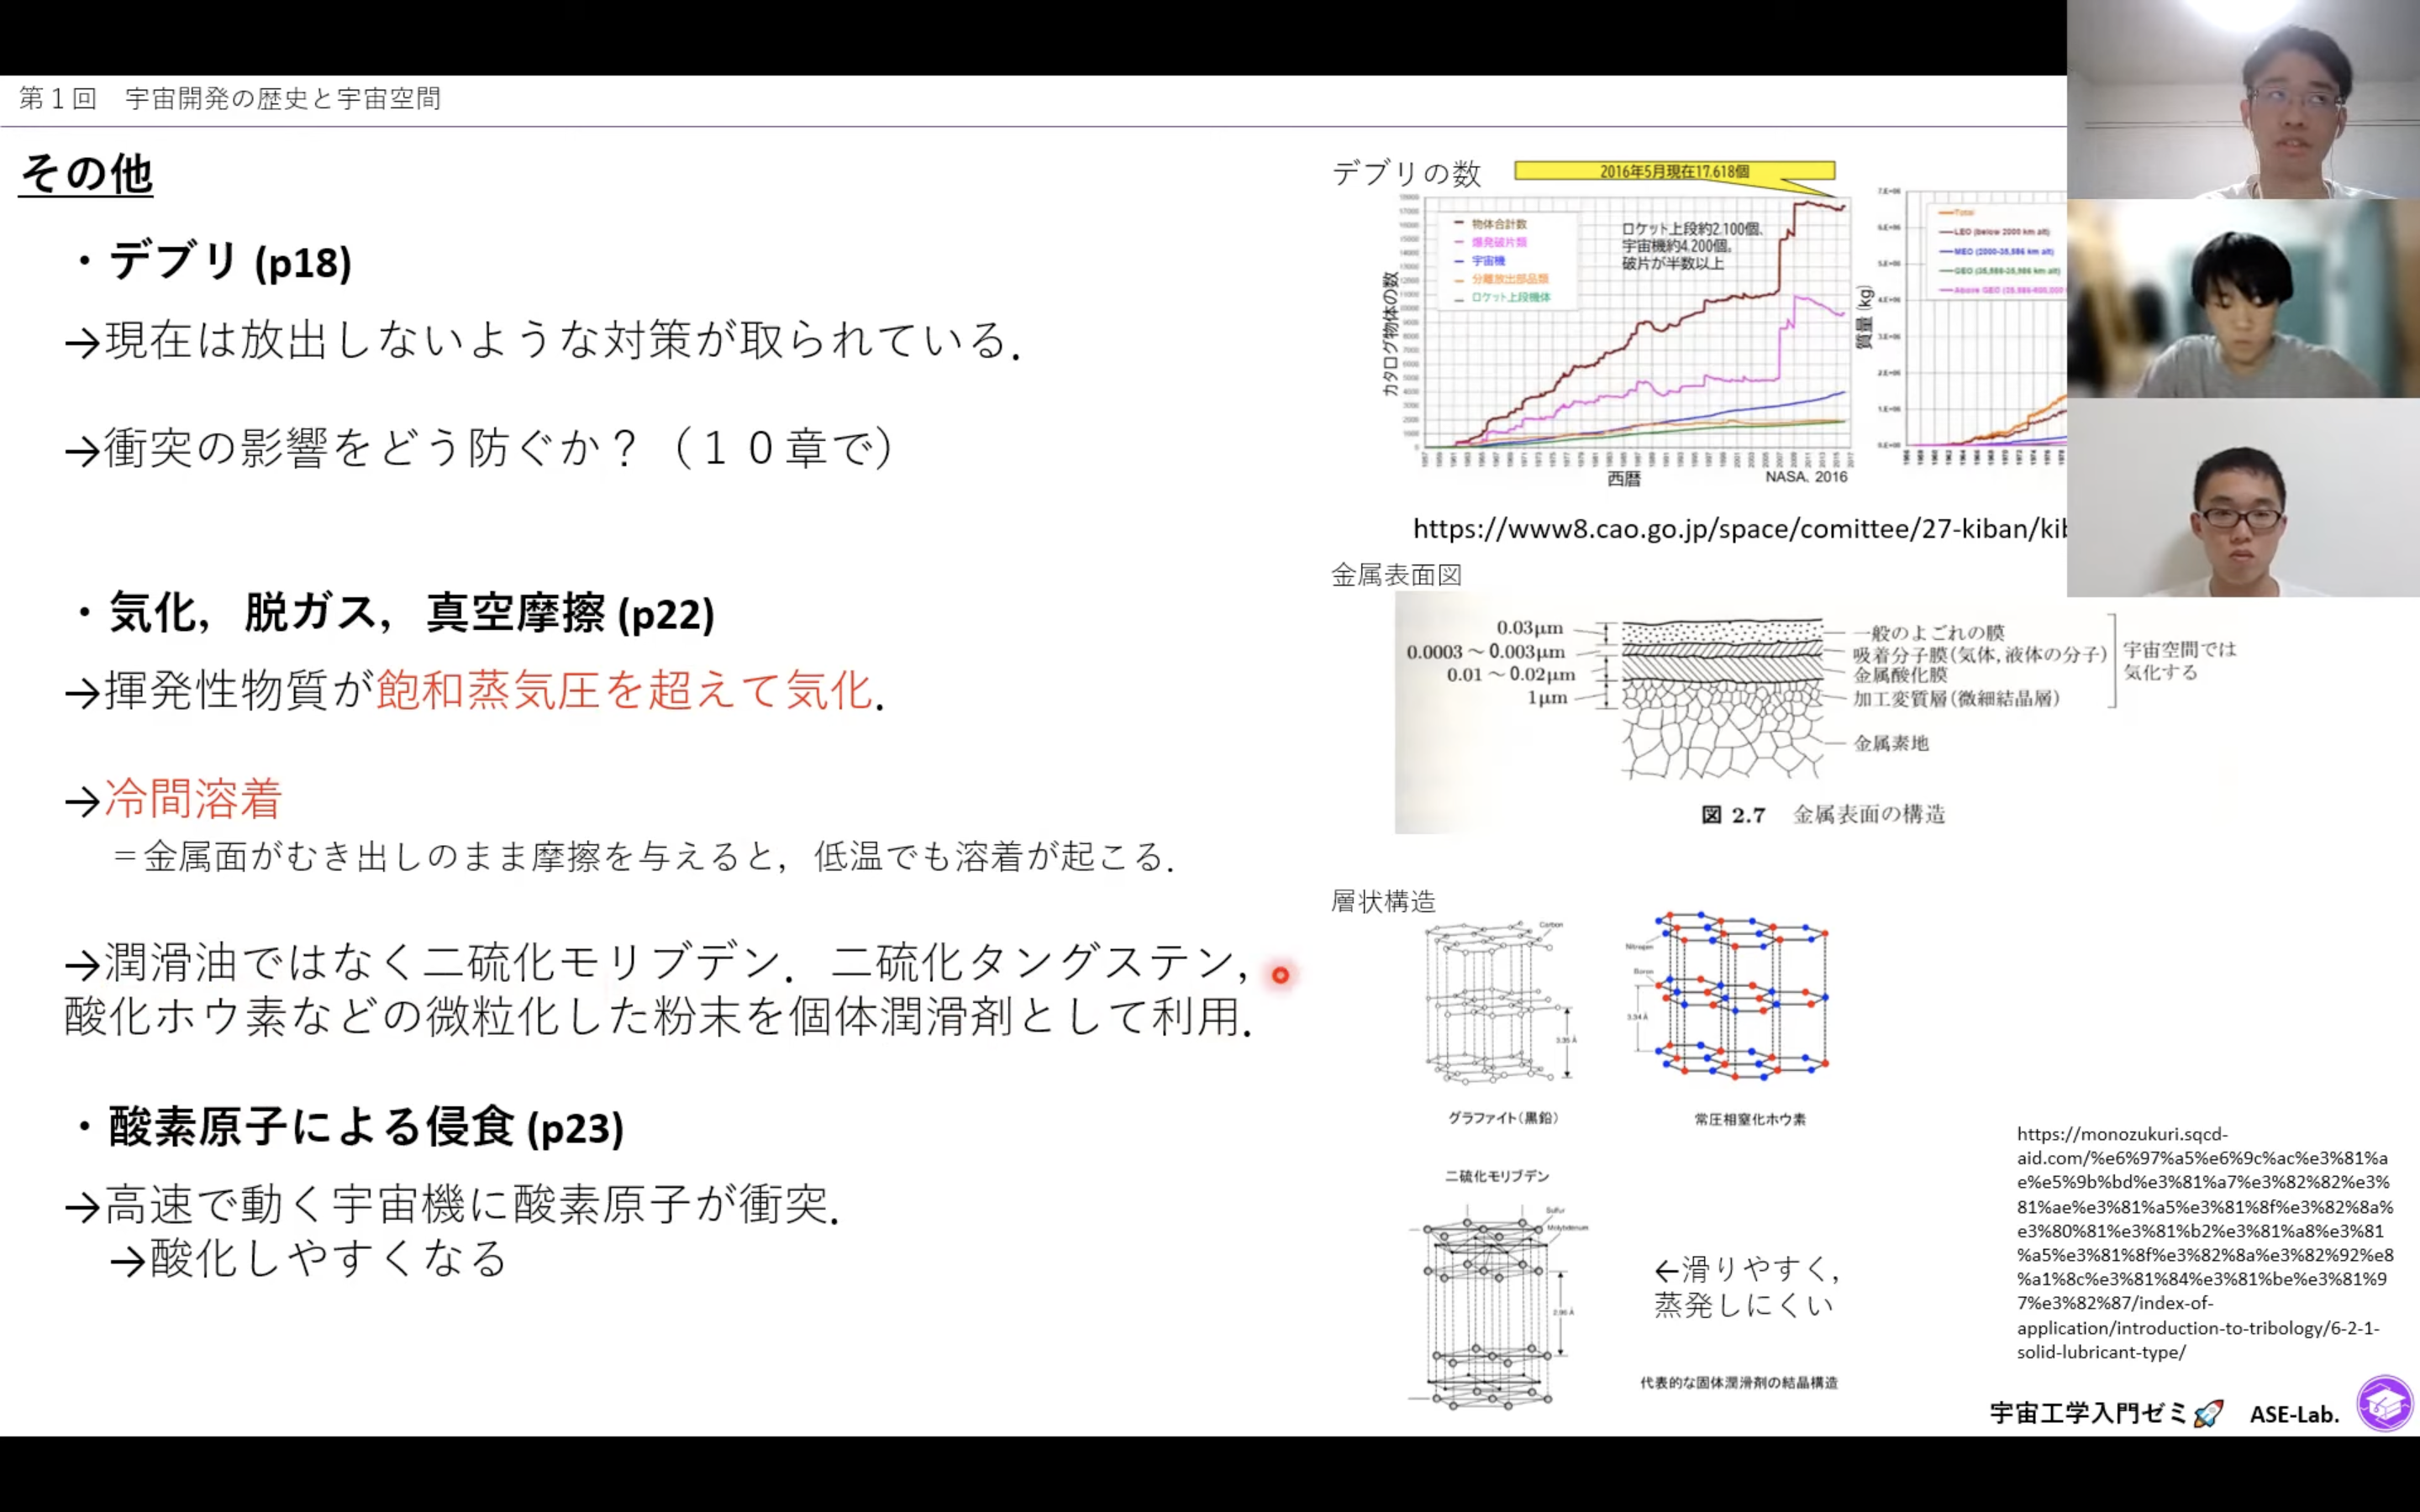 第１回　宇宙開発の歴史と宇宙空間
その他
・デブリ (p18)
→現在は放出しないような対策が取られている．
→衝突の影響をどう防ぐか？（１０章で）
・気化，脱ガス，真空摩擦 (p22)
→揮発性物質が飽和蒸気圧を超えて気化．
→冷間溶着
＝金属面がむき出しのまま摩擦を与えると，低温でも溶着が起こる．
→潤滑油ではなく二硫化モリブデン．二硫化タングステン，
酸化ホウ素などの微粒化した粉末を個体潤滑剤として利用．
・酸素原子による侵食 (p23)
→高速で動く宇宙機に酸素原子が衝突．
→酸化しやすくなる
デブリの数
2016年5月現在17.618個
物体合計数
爆発破片類
宇宙機
分離放出部品類
ロケット上段機体
ロケット上段約2.100個、
宇宙機約4.200個。
破片が半数以上
カタログ物体の数
西暦
NASA. 2016
質量 (kg)
Total
LEO (below 2000 km alt)
https://www8.cao.go.jp/space/comittee/27-kiban/kib
金属表面図
0.03μm
0.0003～0.003μm
0.01～0.02μm
1μm
一般のよごれの膜
吸着分子膜(気体,液体の分子)
金属酸化膜
加工変質層(微細結晶層)
金属素地
宇宙空間では
気化する
図 2.7　金属表面の構造
層状構造
Carbon
3.35 Å
グラファイト(黒鉛)
Nitrogen
Boron
3.34 Å
常圧相窒化ホウ素
二硫化モリブデン
Sulfur
Molybdenum
←滑りやすく，
蒸発しにくい
代表的な固体潤滑剤の結晶構造
https://monozukuri.sqcd-
aid.com/%e6%97%a5%e6%9c%ac%e3%81%a
e%e5%9b%bd%e3%81%a7%e3%82%82%e3%
81%ae%e3%81%a5%e3%81%8f%e3%82%8a%
e3%80%81%e3%81%b2%e3%81%a8%e3%81
%a5%e3%81%8f%e3%82%8a%e3%82%92%e8
%a1%8c%e3%81%84%e3%81%be%e3%81%9
7%e3%82%87/index-of-
application/introduction-to-tribology/6-2-1-
solid-lubricant-type/
宇宙工学入門ゼミ🚀　ASE-Lab.